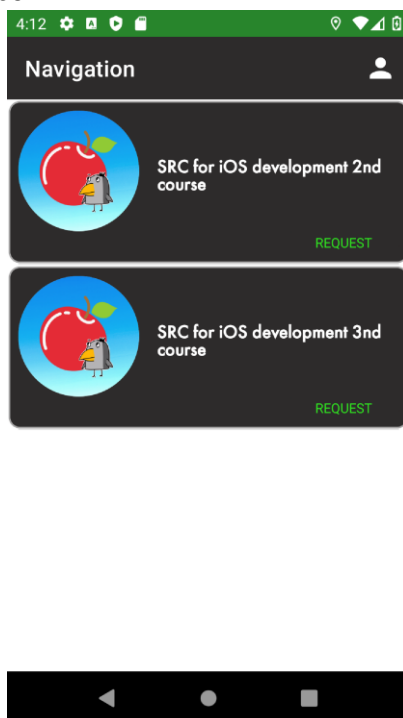 4:12
Navigation
SRC for iOS development 2nd
course
REQUEST
SRC for iOS development 3nd
course
REQUEST